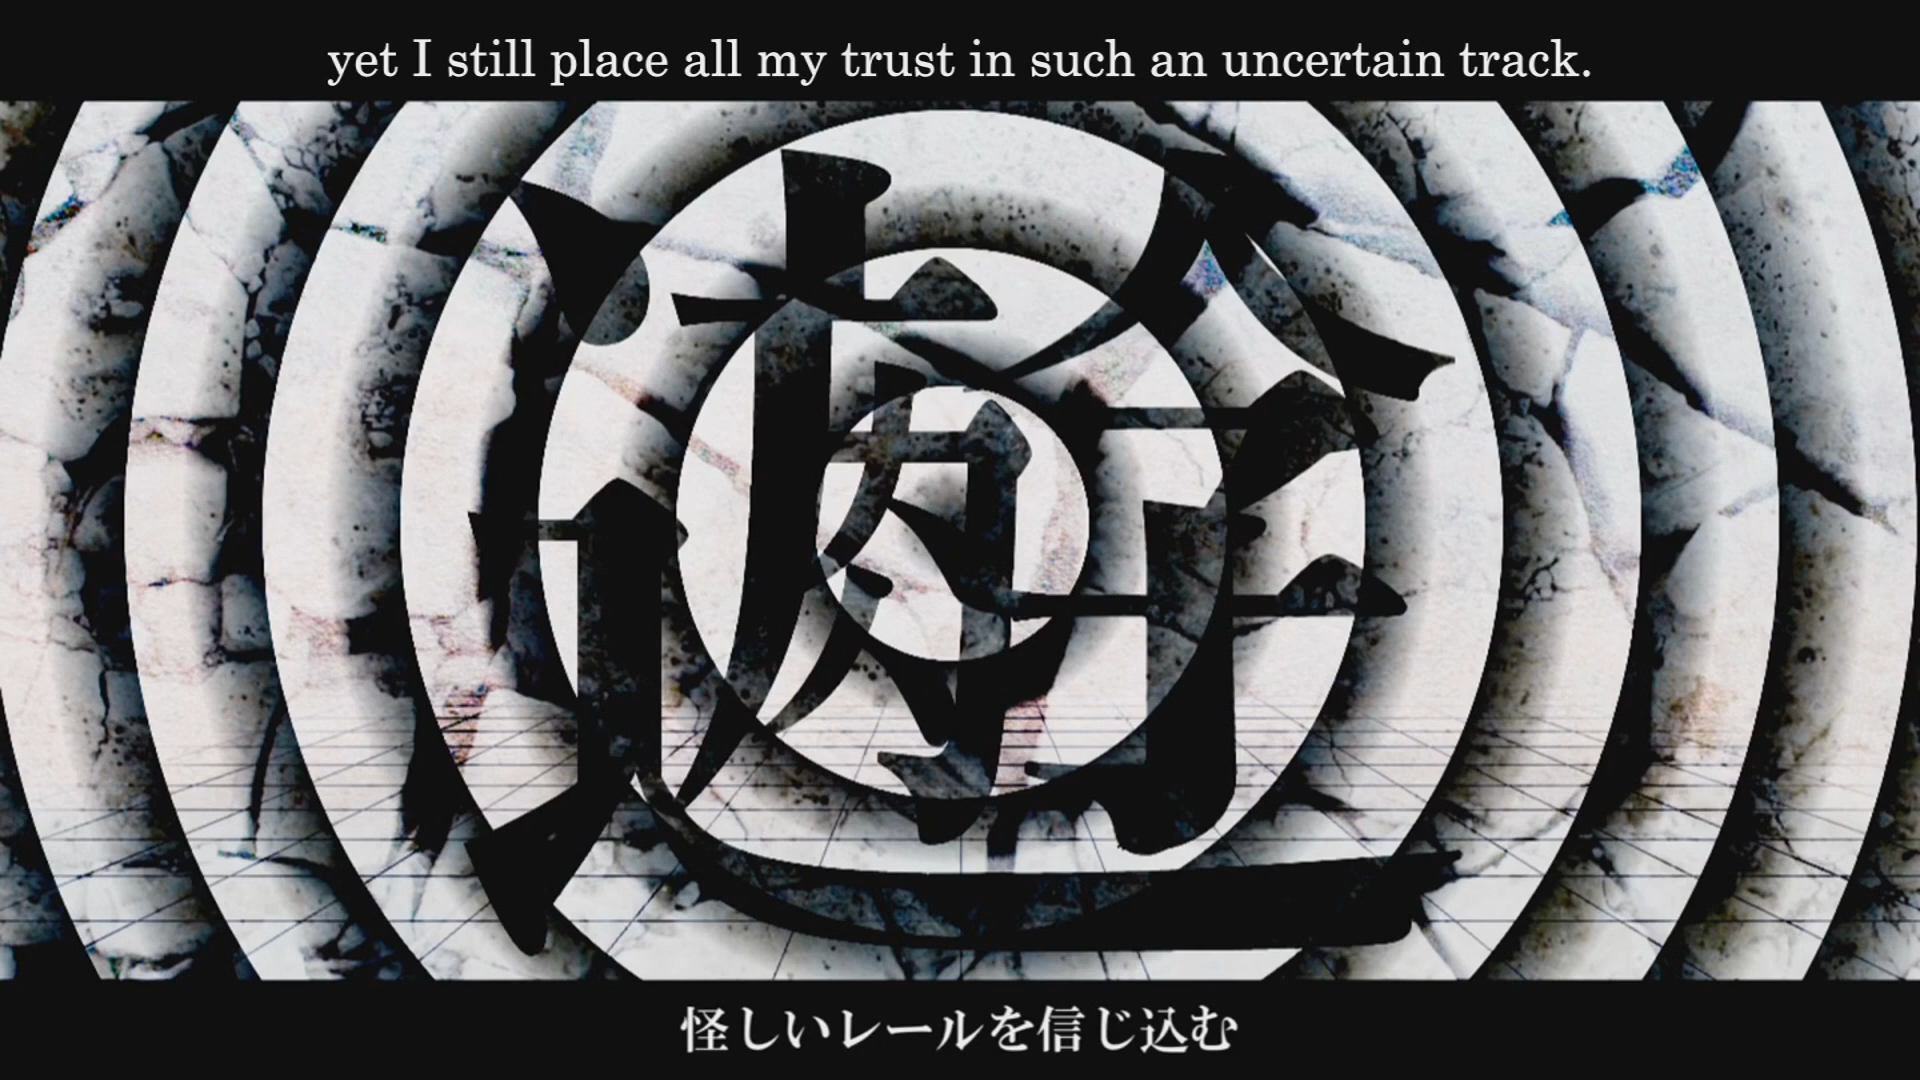 yet I still place all my trust in such an uncertain track.
怪しいレールを信じ込む